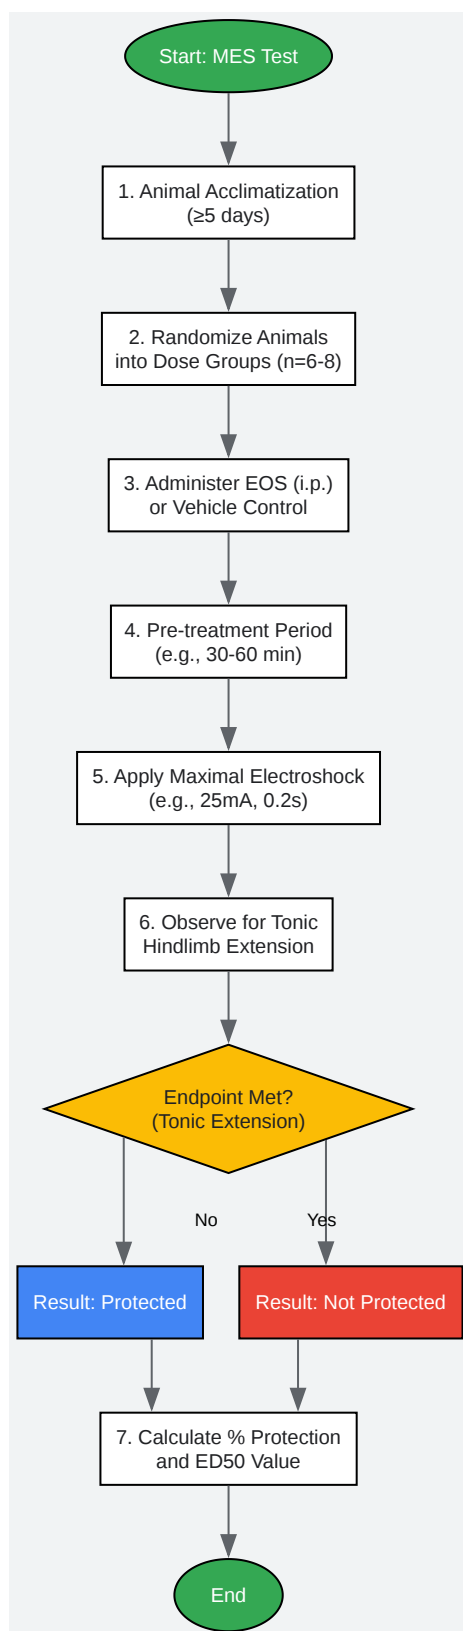 Start: MES Test
1. Animal Acclimatization
(≥5 days)
2. Randomize Animals
into Dose Groups (n=6-8)
3. Administer EOS (i.p.)
or Vehicle Control
4. Pre-treatment Period
(e.g., 30-60 min)
5. Apply Maximal Electroshock
(e.g., 25mA, 0.2s)
6. Observe for Tonic
Hindlimb Extension
Endpoint Met?
(Tonic Extension)
No
Yes
Result: Protected
Result: Not Protected
7. Calculate % Protection
and ED50 Value
End